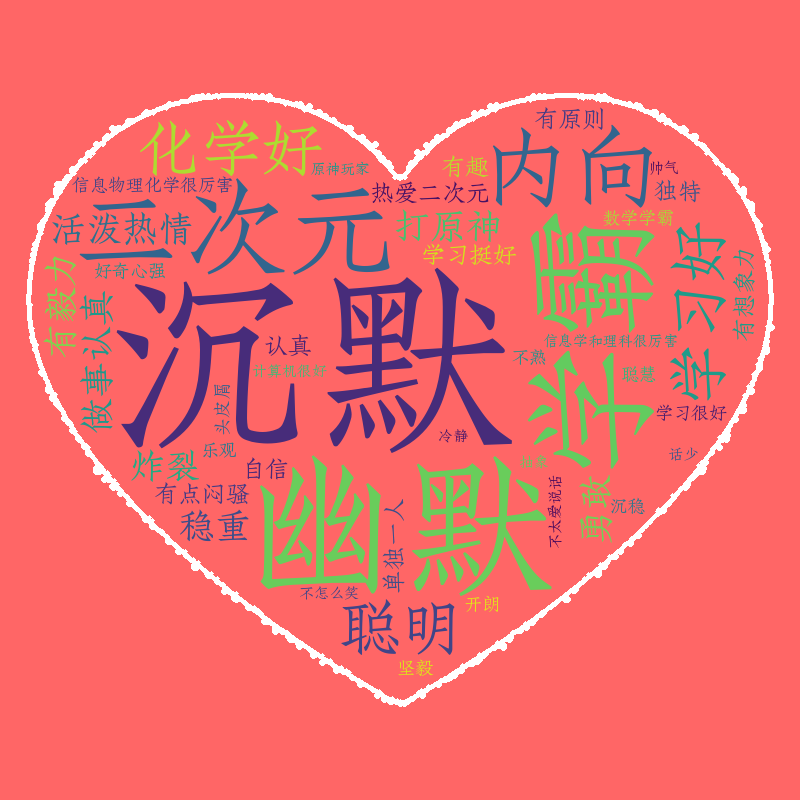 有原则
化学好
内向
有趣
原神玩家
帅气
信息物理化学很厉害
热爱二次元
独特
二次元
活泼热情
打原神
数学学霸
学习挺好
学霸
学习好
好奇心强
有毅力
有想象力
做事认真
沉默
认真
信息学和理科很厉害
不熟
计算机很好
聪慧
头皮屑
学习很好
冷静
乐观
话少
炸裂
自信
幽默
有点闷骚
不太爱说话
勇敢
沉稳
稳重
单独一人
不怎么笑
开朗
聪明
坚毅